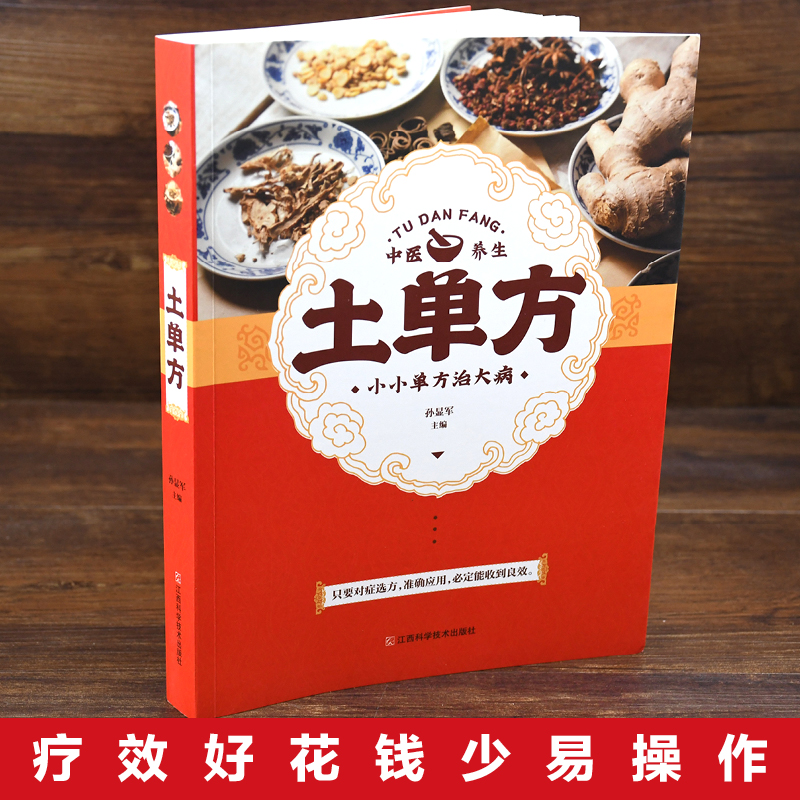 ·TU DAN FANG·
中医 养生
土单方
·小小单方治大病·
孙显军
主编
只要对症选方，准确应用，必定能收到良效。
江西科学技术出版社
土单方
孙显军
主编
江西科学技术出版社
疗效好花钱少易操作